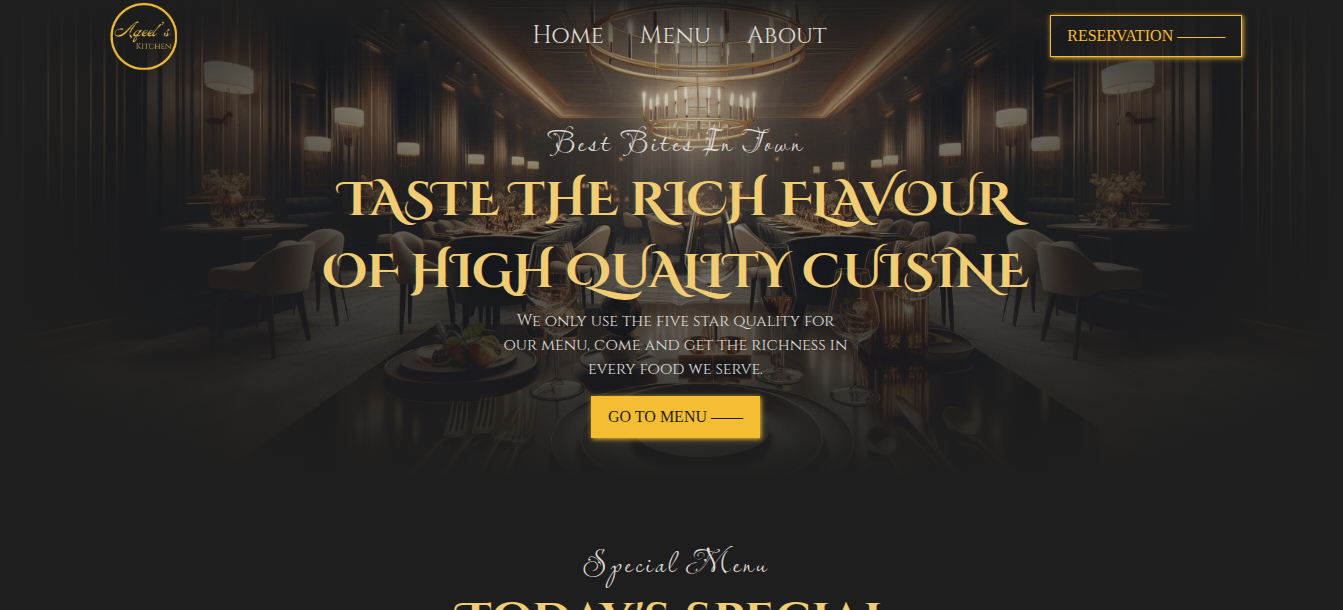 Aqeel's
KITCHEN
Home Menu About
RESERVATION
Best Bites In Town
TASTE THE RICH FLAVOUR
OF HIGH QUALITY CUISINE
We only use the five star quality for
our menu, come and get the richness in
every food we serve.
GO TO MENU
Special Menu
TODAY'S SPECIAL